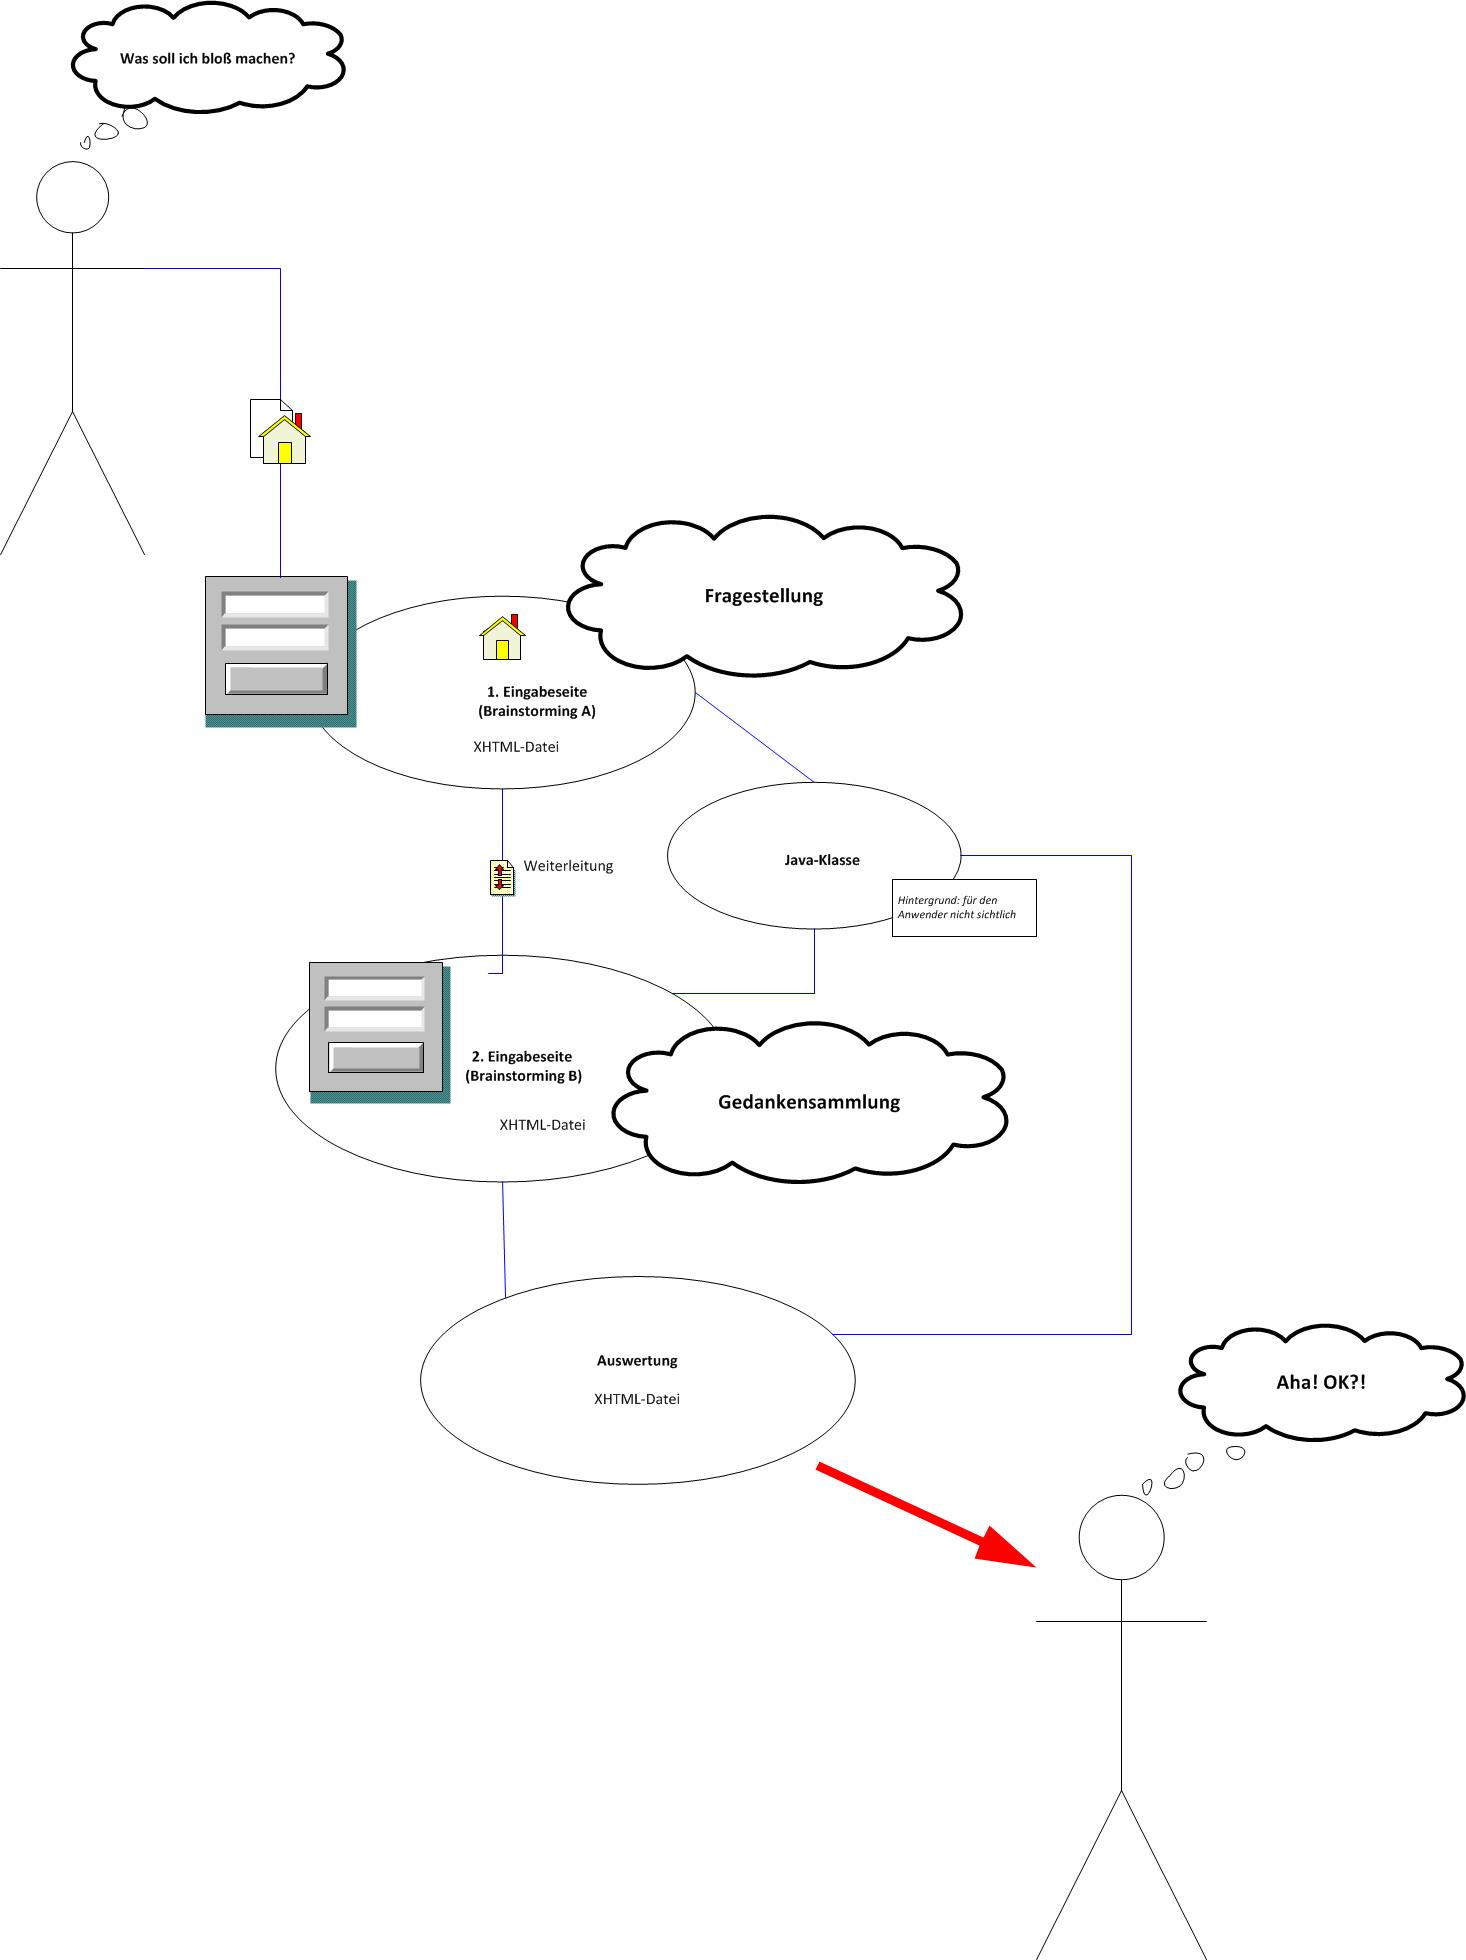 Was soll ich bloß machen?
Fragestellung
1. Eingabeseite
(Brainstorming A)
XHTML-Datei
Weiterleitung
Java-Klasse
Hintergrund: für den
Anwender nicht sichtlich
2. Eingabeseite
(Brainstorming B)
XHTML-Datei
Gedankensammlung
Auswertung
XHTML-Datei
Aha! OK?!